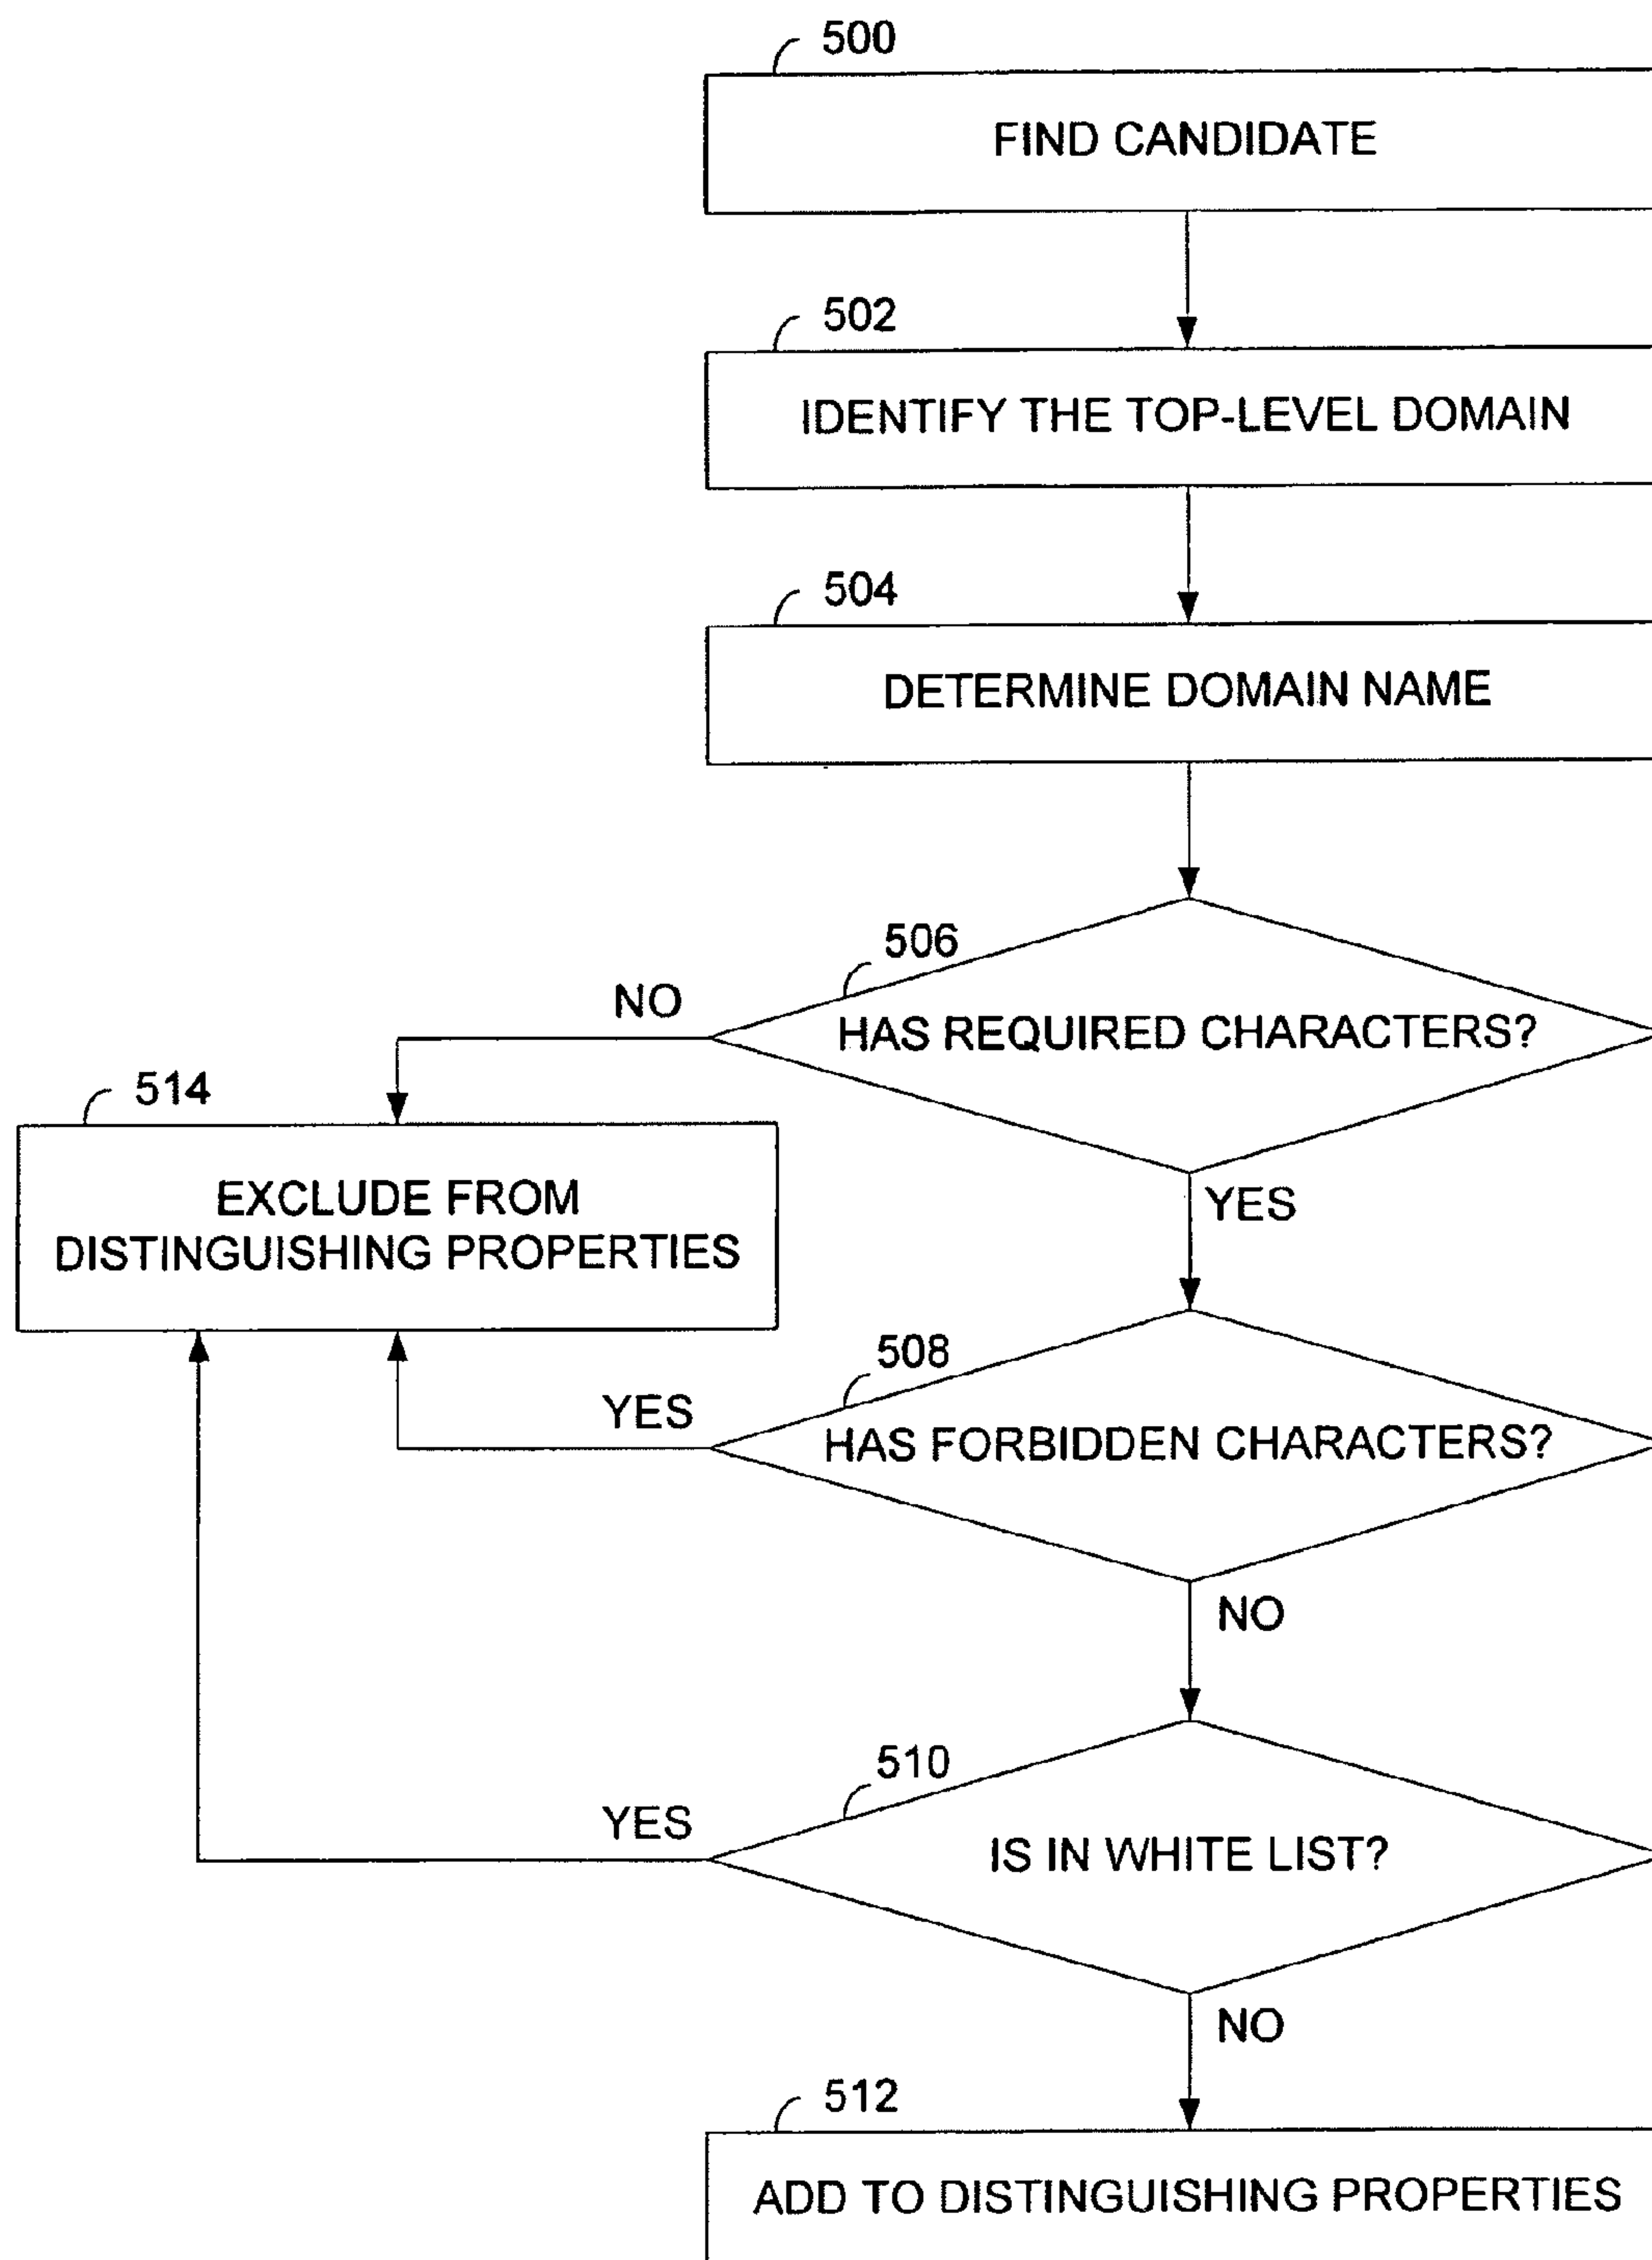 500
FIND CANDIDATE
502
IDENTIFY THE TOP-LEVEL DOMAIN
504
DETERMINE DOMAIN NAME
506
NO
HAS REQUIRED CHARACTERS?
514
EXCLUDE FROM
DISTINGUISHING PROPERTIES
YES
508
YES
HAS FORBIDDEN CHARACTERS?
NO
510
YES
IS IN WHITE LIST?
NO
512
ADD TO DISTINGUISHING PROPERTIES